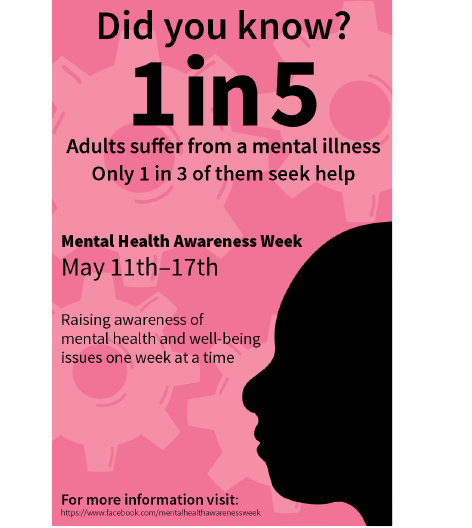 Did you know?
1 in 5
Adults suffer from a mental illness
Only 1 in 3 of them seek help
Mental Health Awareness Week
May 11th–17th
Raising awareness of
mental health and well-being
issues one week at a time
For more information visit:
https://www.facebook.com/mentalhealthawarenessweek